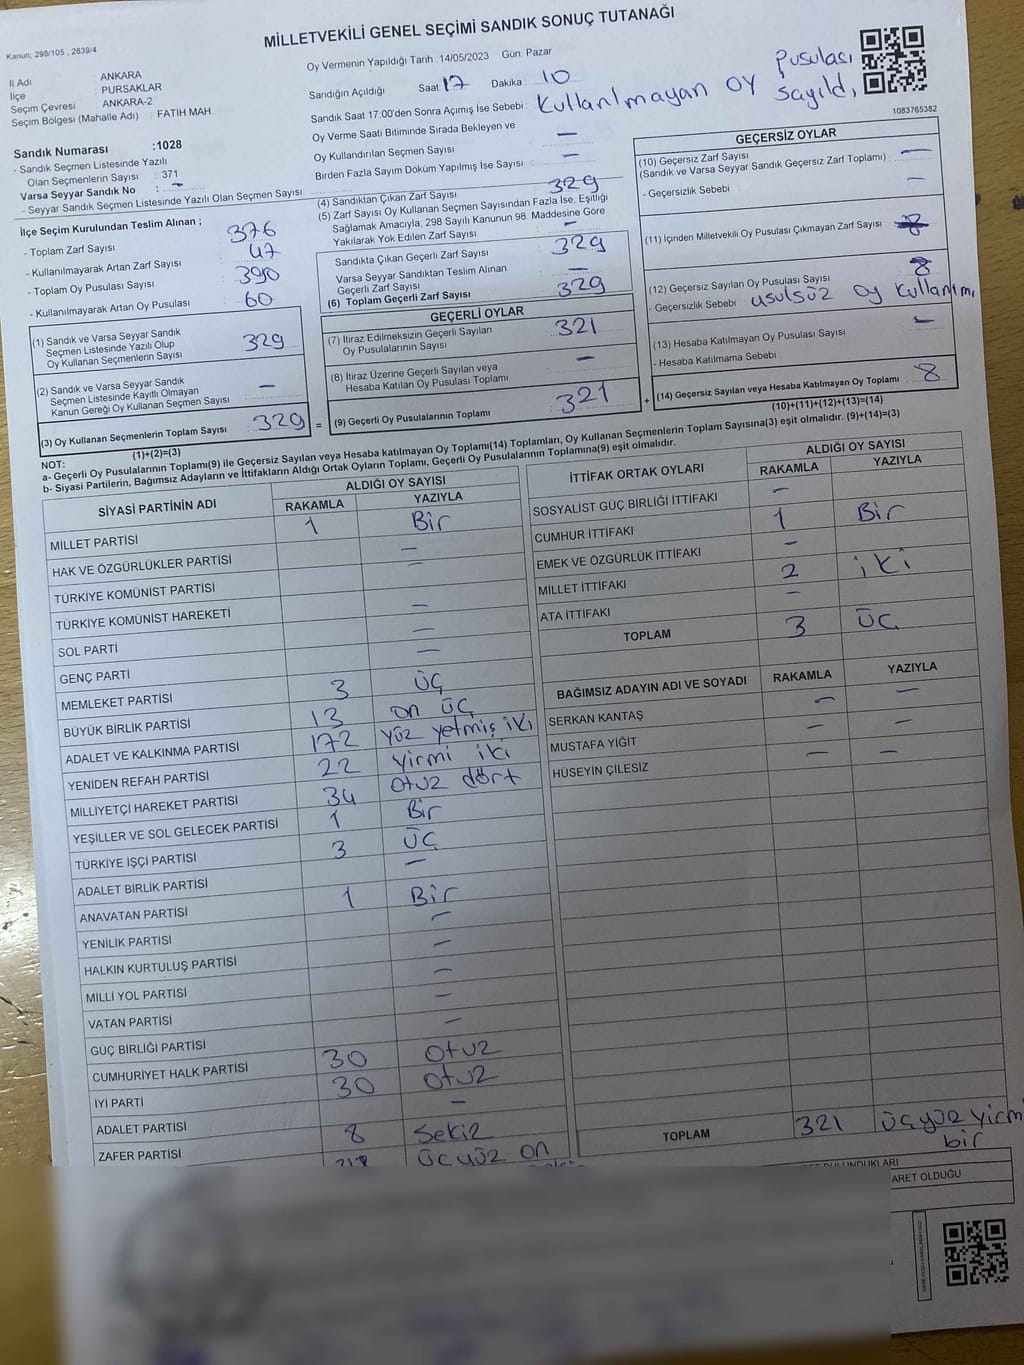 MİLLETVEKİLİ GENEL SEÇİMİ SANDIK SONUÇ TUTANAĞI
Kanun: 298/105 , 2839/4
İl Adı : ANKARA
İlçe : PURSAKLAR
Seçim Çevresi : ANKARA-2
Seçim Bölgesi (Mahalle Adı) : FATİH MAH.
Oy Vermenin Yapıldığı Tarih :14/05/2023 Gün: Pazar
Sandığın Açıldığı Saat 17 Dakika : 10
Sandık Saat 17:00'den Sonra Açımış İse Sebebi : Kullanılmayan oy pusulası sayıldı,
Oy Verme Saati Bitiminde Sırada Bekleyen ve
Oy Kullandırılan Seçmen Sayısı : —
Birden Fazla Sayım Döküm Yapılmış İse Sayısı : —
1083765382
Sandık Numarası :1028
- Sandık Seçmen Listesinde Yazılı
Olan Seçmenlerin Sayısı : 371
Varsa Seyyar Sandık No : —
- Seyyar Sandık Seçmen Listesinde Yazılı Olan Seçmen Sayısı:
İlçe Seçim Kurulundan Teslim Alınan ;
- Toplam Zarf Sayısı 376
- Kullanılmayarak Artan Zarf Sayısı 47
- Toplam Oy Pusulası Sayısı 390
- Kullanılmayarak Artan Oy Pusulası 60
(1) Sandık ve Varsa Seyyar Sandık
Seçmen Listesinde Yazılı Olup
Oy Kullanan Seçmenlerin Sayısı 329
(2) Sandık ve Varsa Seyyar Sandık
Seçmen Listesinde Kayıtlı Olmayan
Kanun Gereği Oy Kullanan Seçmen Sayısı —
(3) Oy Kullanan Seçmenlerin Toplam Sayısı 329 =
(1)+(2)=(3)
(4) Sandıktan Çıkan Zarf Sayısı 329
(5) Zarf Sayısı Oy Kullanan Seçmen Sayısından Fazla İse, Eşitliği
Sağlamak Amacıyla, 298 Sayılı Kanunun 98. Maddesine Göre
Yakılarak Yok Edilen Zarf Sayısı —
Sandıkta Çıkan Geçerli Zarf Sayısı 329
Varsa Seyyar Sandıktan Teslim Alınan
Geçerli Zarf Sayısı —
(6) Toplam Geçerli Zarf Sayısı 329
GEÇERLİ OYLAR
(7) İtiraz Edilmeksizin Geçerli Sayılan
Oy Pusulalarının Sayısı 321
(8) İtiraz Üzerine Geçerli Sayılan veya
Hesaba Katılan Oy Pusulası Toplamı —
(9) Geçerli Oy Pusulalarının Toplamı 321 +
GEÇERSİZ OYLAR
(10) Geçersiz Zarf Sayısı —
(Sandık ve Varsa Seyyar Sandık Geçersiz Zarf Toplamı)
- Geçersizlik Sebebi : —
(11) İçinden Milletvekili Oy Pusulası Çıkmayan Zarf Sayısı
(12) Geçersiz Sayılan Oy Pusulası Sayısı 8
- Geçersizlik Sebebi : usulsüz oy kullanımı
(13) Hesaba Katılmayan Oy Pusulası Sayısı —
- Hesaba Katılmama Sebebi :
(14) Geçersiz Sayılan veya Hesaba Katılmayan Oy Toplamı 8
(10)+(11)+(12)+(13)=(14)
NOT:
a- Geçerli Oy Pusulalarının Toplamı(9) ile Geçersiz Sayılan veya Hesaba katılmayan Oy Toplamı(14) Toplamları, Oy Kullanan Seçmenlerin Toplam Sayısına(3) eşit olmalıdır. (9)+(14)=(3)
b- Siyasi Partilerin, Bağımsız Adayların ve İttifakların Aldığı Ortak Oyların Toplamı, Geçerli Oy Pusulalarının Toplamına(9) eşit olmalıdır.
SİYASİ PARTİNİN ADI ALDIĞI OY SAYISI
RAKAMLA YAZIYLA
MİLLET PARTİSİ 1 Bir
HAK VE ÖZGÜRLÜKLER PARTİSİ —
TÜRKİYE KOMÜNİST PARTİSİ —
TÜRKİYE KOMÜNİST HAREKETİ —
SOL PARTİ —
GENÇ PARTİ —
MEMLEKET PARTİSİ 3 üç
BÜYÜK BİRLİK PARTİSİ 13 on üç
ADALET VE KALKINMA PARTİSİ 172 yüz yetmiş iki
YENİDEN REFAH PARTİSİ 22 yirmi iki
MİLLİYETÇİ HAREKET PARTİSİ 34 otuz dört
YEŞİLLER VE SOL GELECEK PARTİSİ 1 Bir
TÜRKİYE İŞÇİ PARTİSİ 3 üç
ADALET BİRLİK PARTİSİ —
ANAVATAN PARTİSİ 1 Bir
YENİLİK PARTİSİ —
HALKIN KURTULUŞ PARTİSİ —
MİLLİ YOL PARTİSİ —
VATAN PARTİSİ —
GÜÇ BİRLİĞİ PARTİSİ —
CUMHURİYET HALK PARTİSİ 30 otuz
İYİ PARTİ 30 otuz
ADALET PARTİSİ —
ZAFER PARTİSİ 8 sekiz
318 üçyüz on
İTTİFAK ORTAK OYLARI ALDIĞI OY SAYISI
RAKAMLA YAZIYLA
SOSYALİST GÜÇ BİRLİĞİ İTTİFAKI —
CUMHUR İTTİFAKI 1 Bir
EMEK VE ÖZGÜRLÜK İTTİFAKI —
MİLLET İTTİFAKI 2 iki
ATA İTTİFAKI —
TOPLAM 3 üç
BAĞIMSIZ ADAYIN ADI VE SOYADI RAKAMLA YAZIYLA
SERKAN KANTAŞ — —
MUSTAFA YİĞİT — —
HÜSEYİN ÇİLESİZ — —
TOPLAM 321 üçyüz yirmi
bir
ARET OLDUĞU